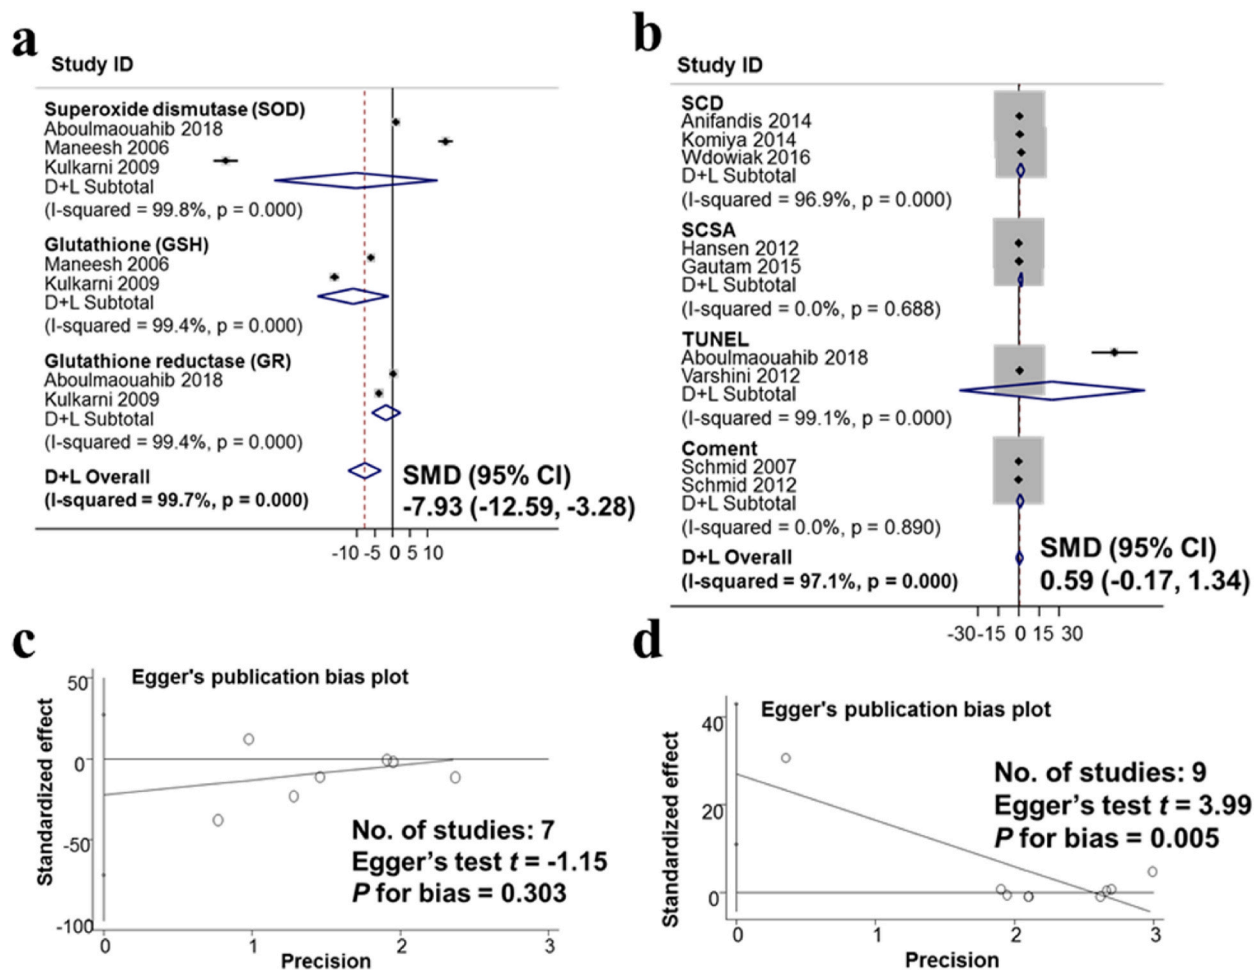 a
Study ID
Superoxide dismutase (SOD)
Aboulmaouahib 2018
Maneesh 2006
Kulkarni 2009
D+L Subtotal
(I-squared = 99.8%, p = 0.000)
Glutathione (GSH)
Maneesh 2006
Kulkarni 2009
D+L Subtotal
(I-squared = 99.4%, p = 0.000)
Glutathione reductase (GR)
Aboulmaouahib 2018
Kulkarni 2009
D+L Subtotal
(I-squared = 99.4%, p = 0.000)
D+L Overall
(I-squared = 99.7%, p = 0.000)
SMD (95% CI)
-7.93 (-12.59, -3.28)
-10 -5 0 5 10
b
Study ID
SCD
Anifandis 2014
Komiya 2014
Wdowiak 2016
D+L Subtotal
(I-squared = 96.9%, p = 0.000)
SCSA
Hansen 2012
Gautam 2015
D+L Subtotal
(I-squared = 0.0%, p = 0.688)
TUNEL
Aboulmaouahib 2018
Varshini 2012
D+L Subtotal
(I-squared = 99.1%, p = 0.000)
Coment
Schmid 2007
Schmid 2012
D+L Subtotal
(I-squared = 0.0%, p = 0.890)
D+L Overall
(I-squared = 97.1%, p = 0.000)
SMD (95% CI)
0.59 (-0.17, 1.34)
-30 -15 0 15 30
c
Egger's publication bias plot
Standardized effect
50
0
-50
-100
No. of studies: 7
Egger's test t = -1.15
P for bias = 0.303
0 1 2 3
Precision
d
Egger's publication bias plot
Standardized effect
40
20
0
No. of studies: 9
Egger's test t = 3.99
P for bias = 0.005
0 1 2 3
Precision